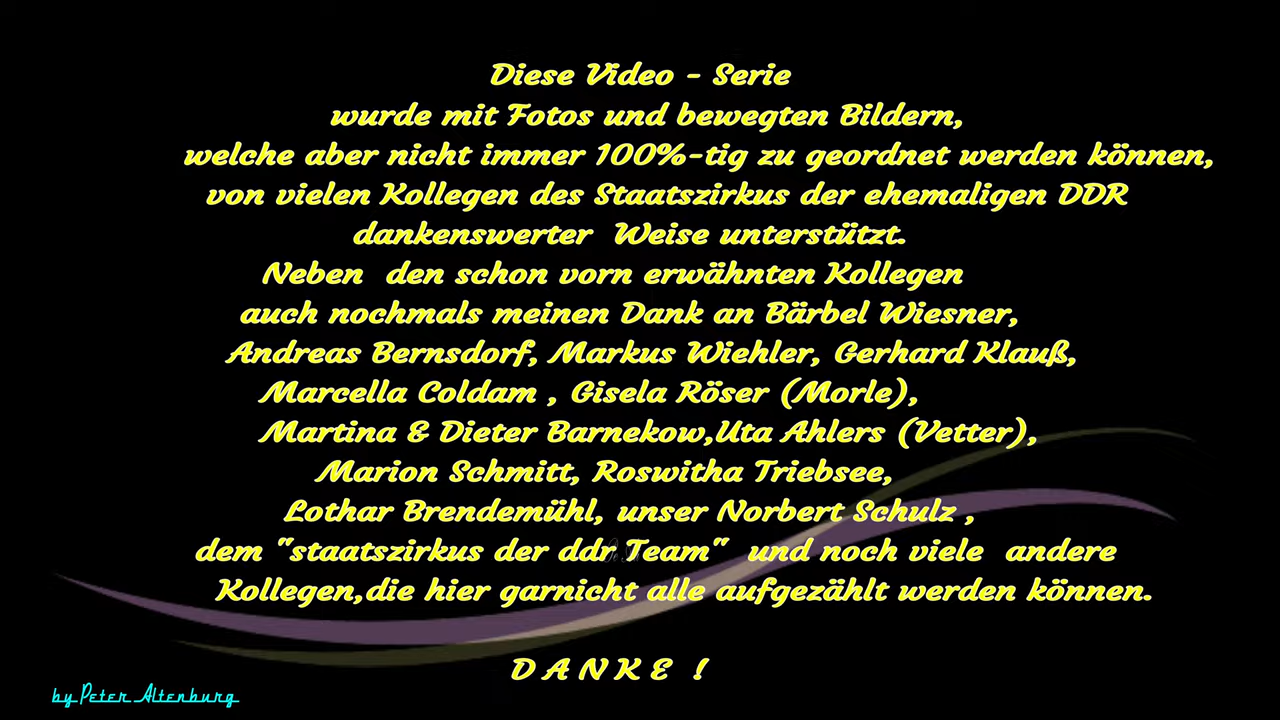 Diese Video - Serie
wurde mit Fotos und bewegten Bildern,
welche aber nicht immer 100%-tig zu geordnet werden können,
von vielen Kollegen des Staatszirkus der ehemaligen DDR
dankenswerter Weise unterstützt.
Neben den schon vorn erwähnten Kollegen
auch nochmals meinen Dank an Bärbel Wiesner,
Andreas Bernsdorf, Markus Wiehler, Gerhard Klauß,
Marcella Coldam , Gisela Röser (Morle),
Martina & Dieter Barnekow,Uta Ahlers (Vetter),
Marion Schmitt, Roswitha Triebsee,
Lothar Brendemühl, unser Norbert Schulz ,
dem "staatszirkus der ddr Team" und noch viele andere
Kollegen,die hier garnicht alle aufgezählt werden können.
D A N K E !
by Peter Altenburg